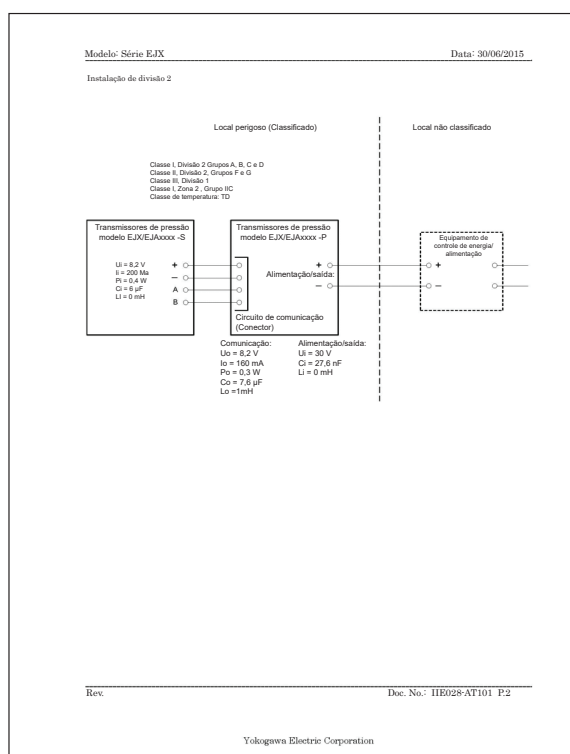 Modelo: Série EJX Data: 30/06/2015
Instalação de divisão 2
Local perigoso (Classificado) Local não classificado
Classe I, Divisão 2 Grupos A, B, C e D
Classe II, Divisão 2, Grupos F e G
Classe III, Divisão 1
Classe I, Zona 2 , Grupo IIC
Classe de temperatura: TD
Transmissores de pressão
modelo EJX/EJAxxxx -S
Ui = 8,2 V
Ii = 200 Ma
Pi = 0,4 W
Ci = 6 µF
LI = 0 mH
+
–
A
B
Transmissores de pressão
modelo EJX/EJAxxxx -P
+
Alimentação/saída:
–
Circuito de comunicação
(Conector)
Equipamento de
controle de energia/
alimentação
+
–
Comunicação:
Uo = 8,2 V
Io = 160 mA
Po = 0,3 W
Co = 7,6 µF
Lo =1mH
Alimentação/saída:
Ui = 30 V
Ci = 27,6 nF
Li = 0 mH
Rev. Doc. No.: IIE028-AT101 P.2
Yokogawa Electric Corporation